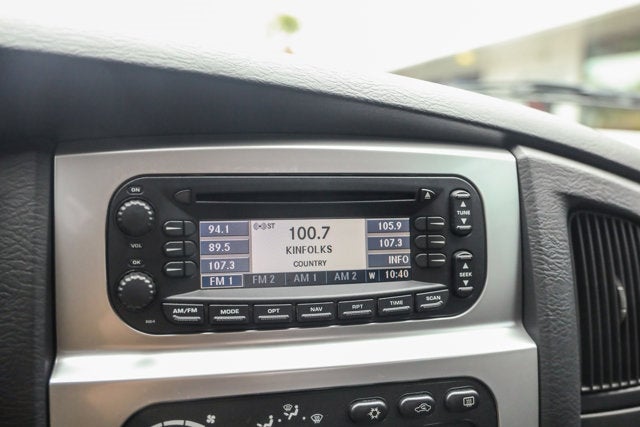 ON
VOL
OK
94.1
89.5
107.3
ST
100.7
KINFOLKS
COUNTRY
105.9
107.3
INFO
FM 1 FM 2 AM 1 AM 2 W 10:40
TUNE
SEEK
AM/FM MODE OPT NAV RPT TIME SCAN